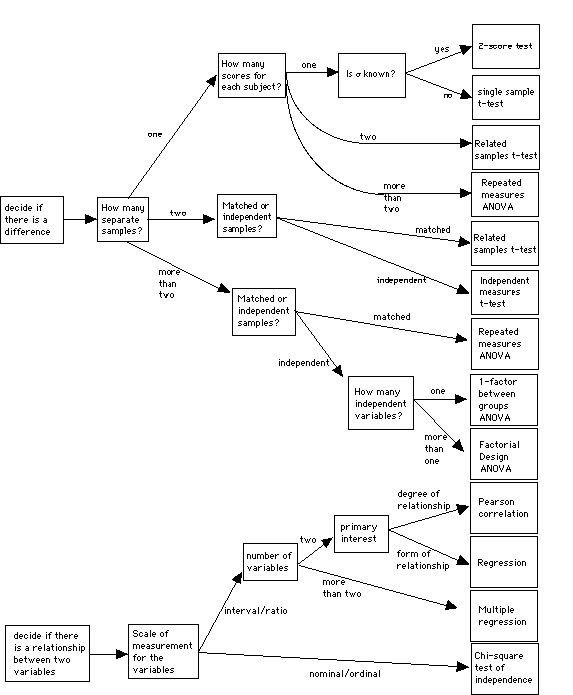 How many
scores for
each subject?
one
Is σ known?
yes
Z-score test
no
single sample
t-test
one
two
Related
samples t-test
more
than
two
Repeated
measures
ANOVA
decide if
there is a
difference
How many
separate
samples?
two
Matched or
independent
samples?
matched
Related
samples t-test
independent
Independent
measures
t-test
more
than
two
Matched or
independent
samples?
matched
Repeated
measures
ANOVA
independent
How many
independent
variables?
one
1-factor
between
groups
ANOVA
more
than
one
Factorial
Design
ANOVA
degree of
relationship
Pearson
correlation
primary
interest
two
number of
variables
form of
relationship
Regression
more
than two
Multiple
regression
interval/ratio
decide if there
is a relationship
between two
variables
Scale of
measurement
for the
variables
nominal/ordinal
Chi-square
test of
independence